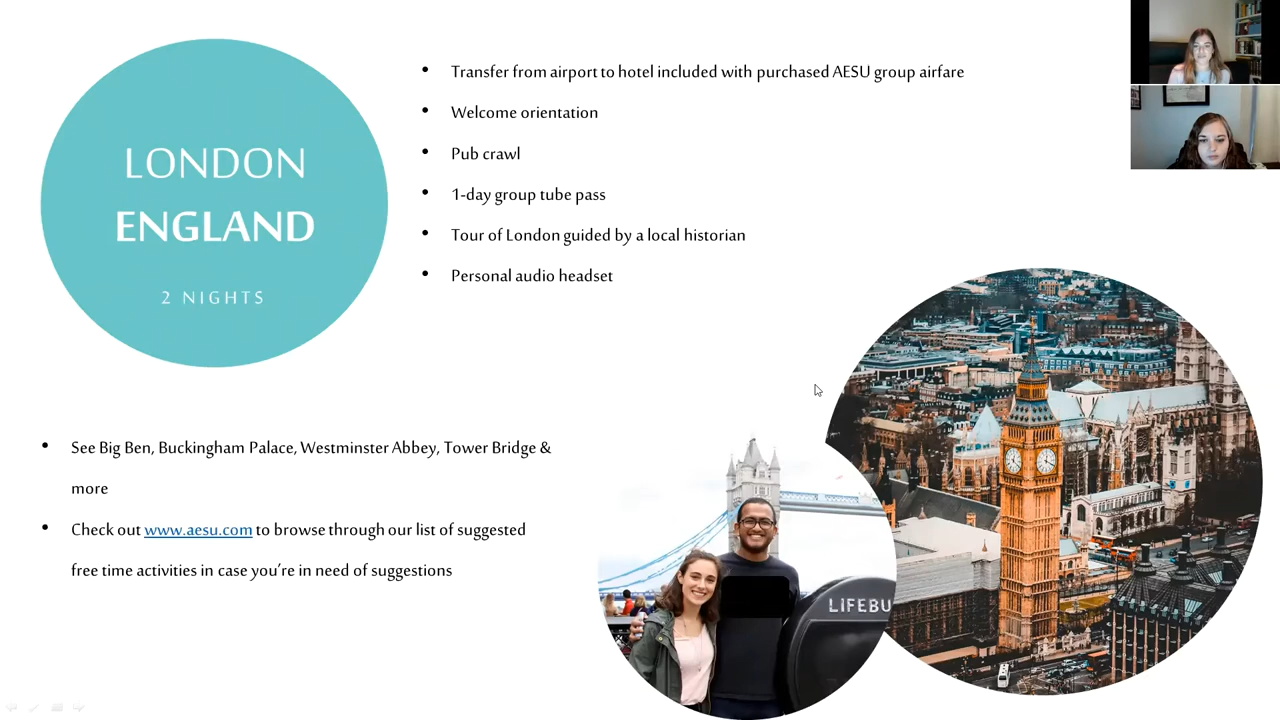 LONDON
ENGLAND
2 NIGHTS
• Transfer from airport to hotel included with purchased AESU group airfare
• Welcome orientation
• Pub crawl
• 1-day group tube pass
• Tour of London guided by a local historian
• Personal audio headset
• See Big Ben, Buckingham Palace, Westminster Abbey, Tower Bridge &
more
• Check out www.aesu.com to browse through our list of suggested
free time activities in case you're in need of suggestions
LIFEBU